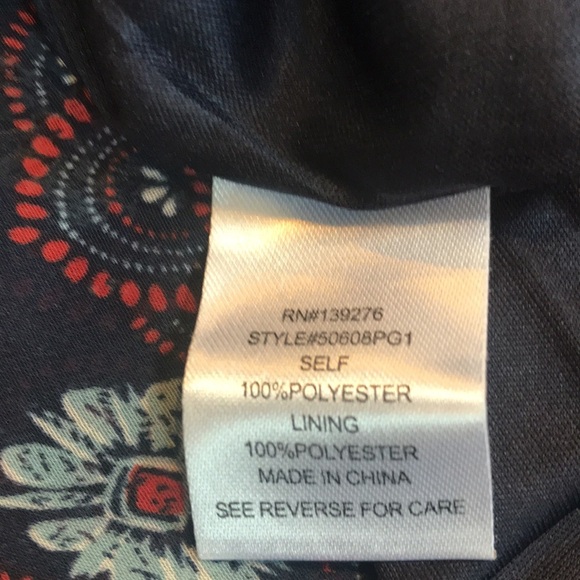 RN#139276
STYLE#50608PG1
SELF
100%POLYESTER
LINING
100%POLYESTER
MADE IN CHINA
SEE REVERSE FOR CARE